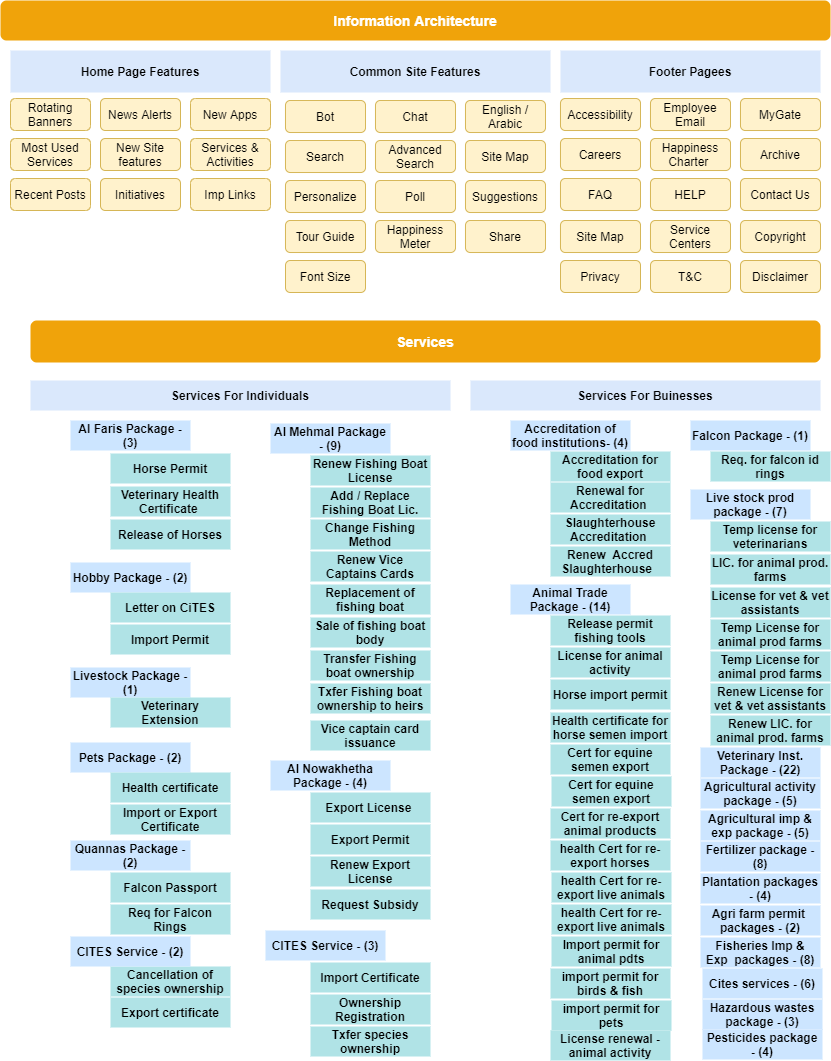 Information Architecture
Home Page Features
Rotating
Banners
News Alerts
New Apps
Most Used
Services
New Site
features
Services &
Activities
Recent Posts
Initiatives
Imp Links
Common Site Features
Bot
Chat
English /
Arabic
Search
Advanced
Search
Site Map
Personalize
Poll
Suggestions
Tour Guide
Happiness
Meter
Share
Font Size
Footer Pagees
Accessibility
Employee
Email
MyGate
Careers
Happiness
Charter
Archive
FAQ
HELP
Contact Us
Site Map
Service
Centers
Copyright
Privacy
T&C
Disclaimer
Services
Services For Individuals
Al Faris Package -
(3)
Horse Permit
Veterinary Health
Certificate
Release of Horses
Hobby Package - (2)
Letter on CiTES
Import Permit
Livestock Package -
(1)
Veterinary
Extension
Pets Package - (2)
Health certificate
Import or Export
Certificate
Quannas Package -
(2)
Falcon Passport
Req for Falcon
Rings
CITES Service - (2)
Cancellation of
species ownership
Export certificate
Al Mehmal Package
- (9)
Renew Fishing Boat
License
Add / Replace
Fishing Boat Lic.
Change Fishing
Method
Renew Vice
Captains Cards
Replacement of
fishing boat
Sale of fishing boat
body
Transfer Fishing
boat ownership
Txfer Fishing boat
ownership to heirs
Vice captain card
issuance
Al Nowakhetha
Package - (4)
Export License
Export Permit
Renew Export
License
Request Subsidy
CITES Service - (3)
Import Certificate
Ownership
Registration
Txfer species
ownership
Services For Buinesses
Accreditation of
food institutions- (4)
Accreditation for
food export
Renewal for
Accreditation
Slaughterhouse
Accreditation
Renew Accred
Slaughterhouse
Animal Trade
Package - (14)
Release permit
fishing tools
License for animal
activity
Horse import permit
Health certificate for
horse semen import
Cert for equine
semen export
Cert for equine
semen export
Cert for re-export
animal products
health Cert for re-
export horses
health Cert for re-
export live animals
health Cert for re-
export live animals
Import permit for
animal pdts
import permit for
birds & fish
import permit for
pets
License renewal -
animal activity
Falcon Package - (1)
Req. for falcon id
rings
Live stock prod
package - (7)
Temp license for
veterinarians
LIC. for animal prod.
farms
License for vet & vet
assistants
Temp License for
animal prod farms
Temp License for
animal prod farms
Renew License for
vet & vet assistants
Renew LIC. for
animal prod. farms
Veterinary Inst.
Package - (22)
Agricultural activity
package - (5)
Agricultural imp &
exp package - (5)
Fertilizer package -
(8)
Plantation packages
- (4)
Agri farm permit
packages - (2)
Fisheries Imp &
Exp packages - (8)
Cites services - (6)
Hazardous wastes
package - (3)
Pesticides package
- (4)